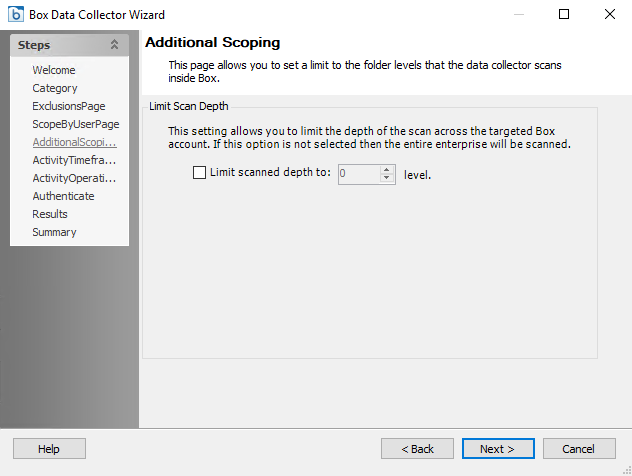 Box Data Collector Wizard
Steps
Welcome
Category
ExclusionsPage
ScopeByUserPage
AdditionalScopi...
ActivityTimefra...
ActivityOperati...
Authenticate
Results
Summary
Additional Scoping
This page allows you to set a limit to the folder levels that the data collector scans
inside Box.
Limit Scan Depth
This setting allows you to limit the depth of the scan across the targeted Box
account. If this option is not selected then the entire enterprise will be scanned.
Limit scanned depth to: 0 level.
Help < Back Next > Cancel